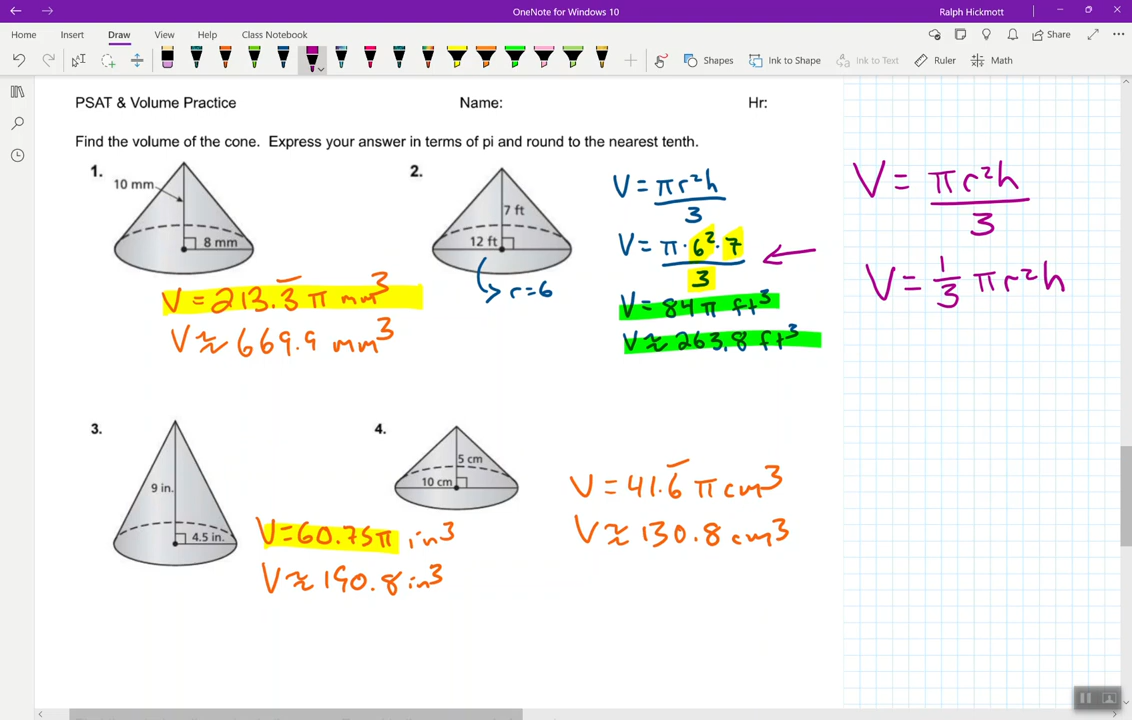 OneNote for Windows 10
Ralph Hickmott
Home Insert Draw View Help Class Notebook
Share
Shapes Ink to Shape Ink to Text Ruler Math
PSAT & Volume Practice Name: Hr:
Find the volume of the cone. Express your answer in terms of pi and round to the nearest tenth.
1.
10 mm
8 mm
V = 213.3̅ π mm³
V ≈ 669.9 mm³
2.
7 ft
12 ft
r = 6
V = πr²h
3
V = π · 6² · 7
3
V = 84π ft³
V ≈ 263.8 ft³
V = πr²h
3
V = 1/3 πr²h
3.
9 in.
4.5 in.
V = 60.75π in³
V ≈ 190.8 in³
4.
5 cm
10 cm
V = 41.6̅ π cm³
V ≈ 130.8 cm³